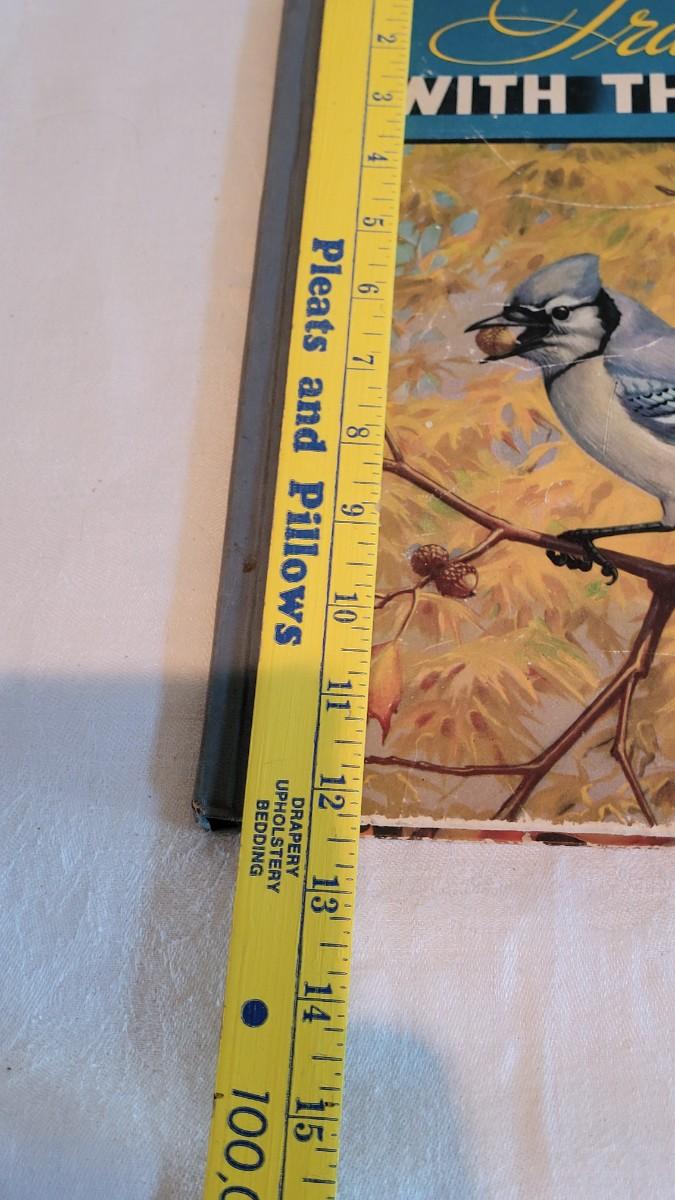 WITH
2 3 4 5 6 7 8 9 10 11 12 13 14 15
Pleats and Pillows
DRAPERY
UPHOLSTERY
BEDDING